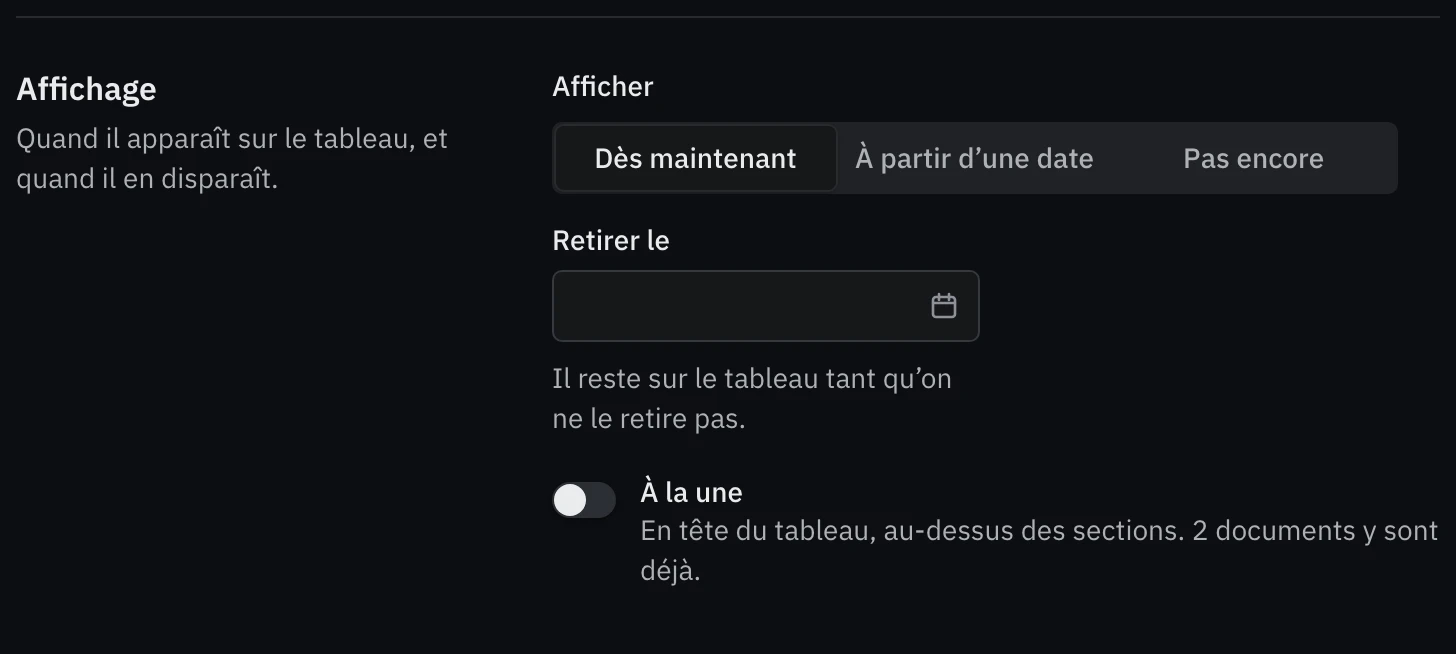 Affichage
Quand il apparaît sur le tableau, et
quand il en disparaît.
Afficher
Dès maintenant
À partir d’une date
Pas encore
Retirer le
Il reste sur le tableau tant qu’on
ne le retire pas.
À la une
En tête du tableau, au-dessus des sections. 2 documents y sont
déjà.